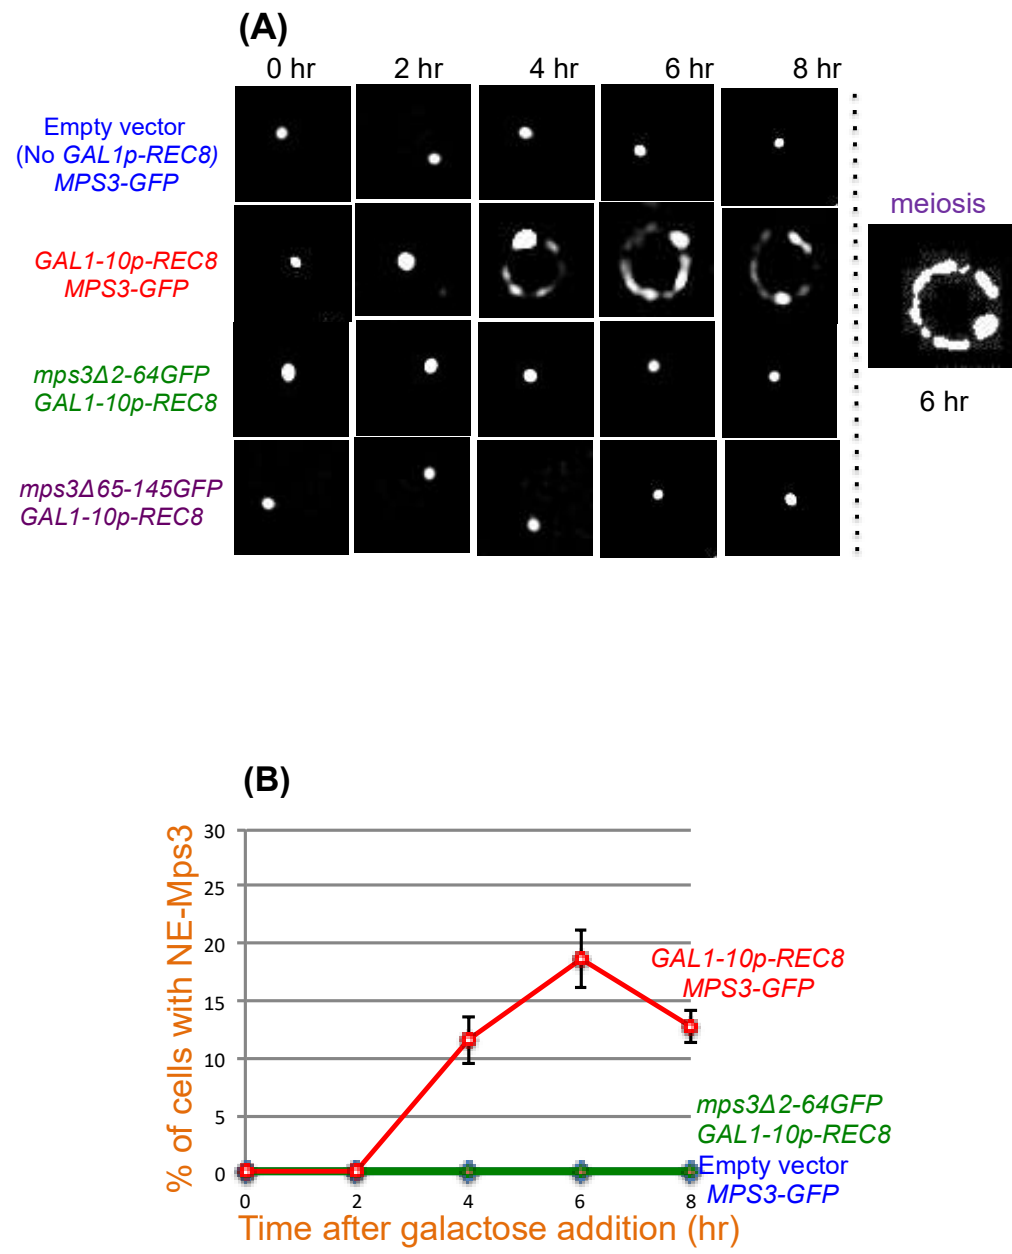 (A)
0 hr 2 hr 4 hr 6 hr 8 hr
Empty vector
(No GAL1p-REC8)
MPS3-GFP
meiosis
GAL1-10p-REC8
MPS3-GFP
mps3Δ2-64GFP
GAL1-10p-REC8
6 hr
mps3Δ65-145GFP
GAL1-10p-REC8
(B)
% of cells with NE-Mps3
30
25
20
15
10
5
0
GAL1-10p-REC8
MPS3-GFP
mps3Δ2-64GFP
GAL1-10p-REC8
Empty vector
MPS3-GFP
0 2 4 6 8
Time after galactose addition (hr)